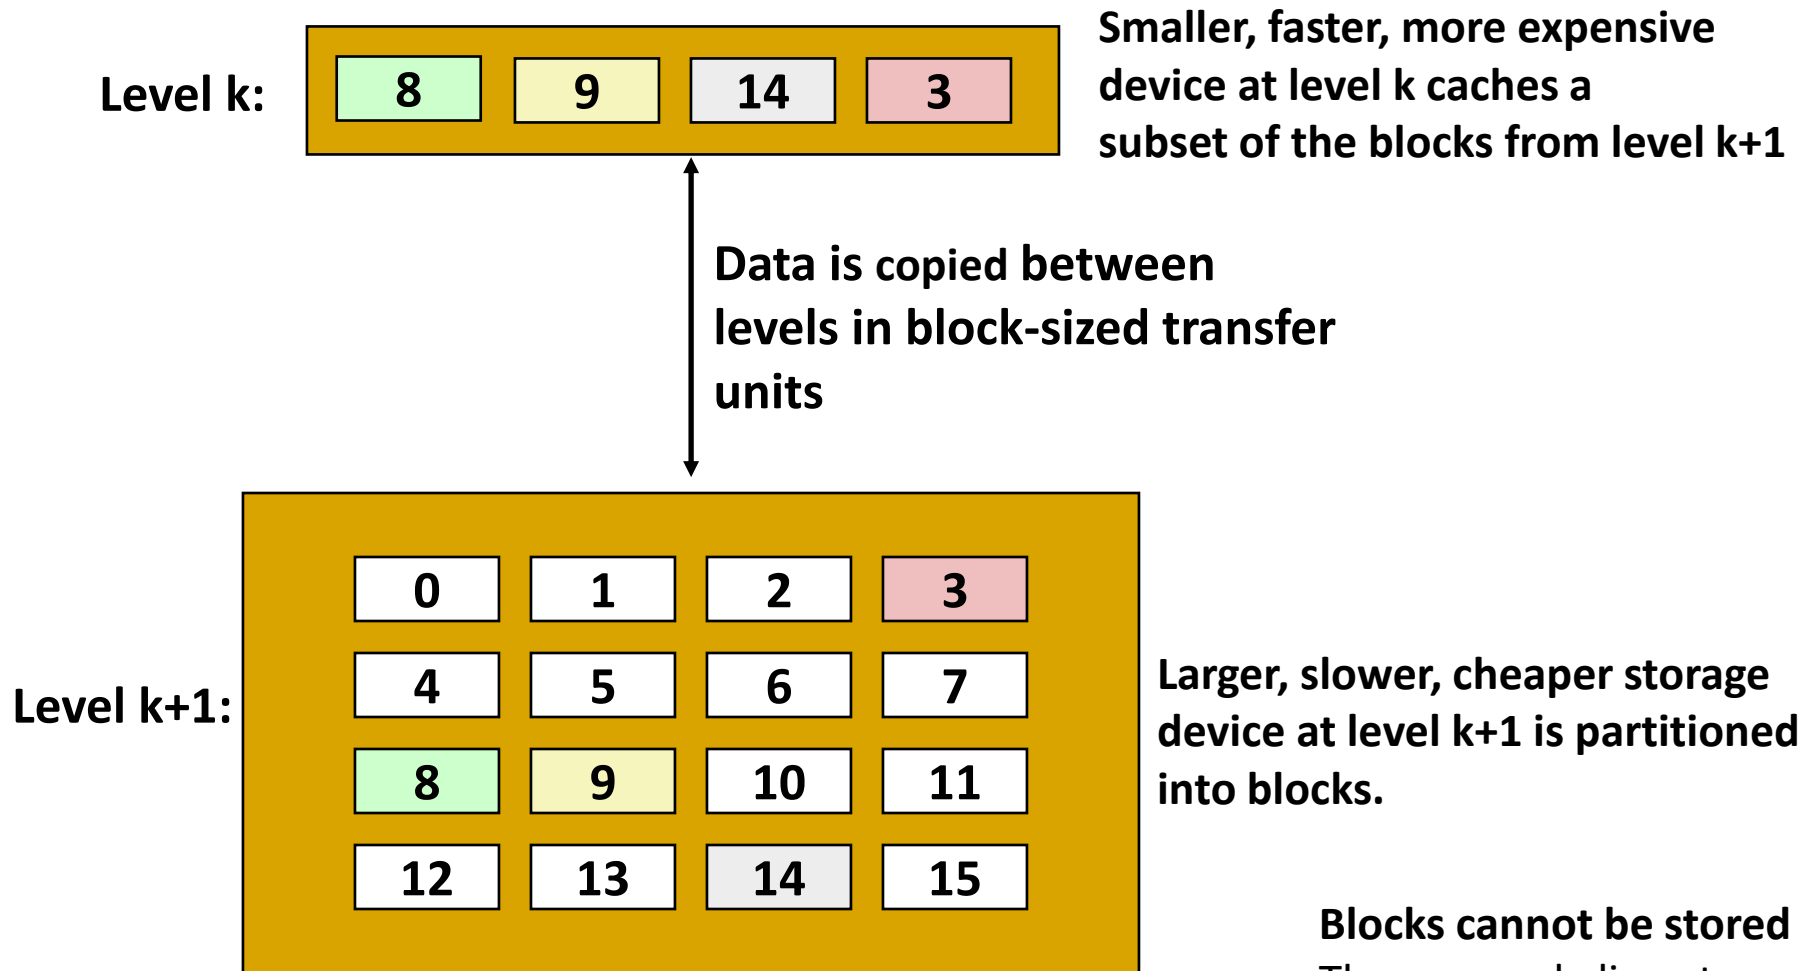 Level k:
8 9 14 3
Smaller, faster, more expensive
device at level k caches a
subset of the blocks from level k+1
Data is copied between
levels in block-sized transfer
units
Level k+1:
0 1 2 3
4 5 6 7
8 9 10 11
12 13 14 15
Larger, slower, cheaper storage
device at level k+1 is partitioned
into blocks.
Blocks cannot be stored